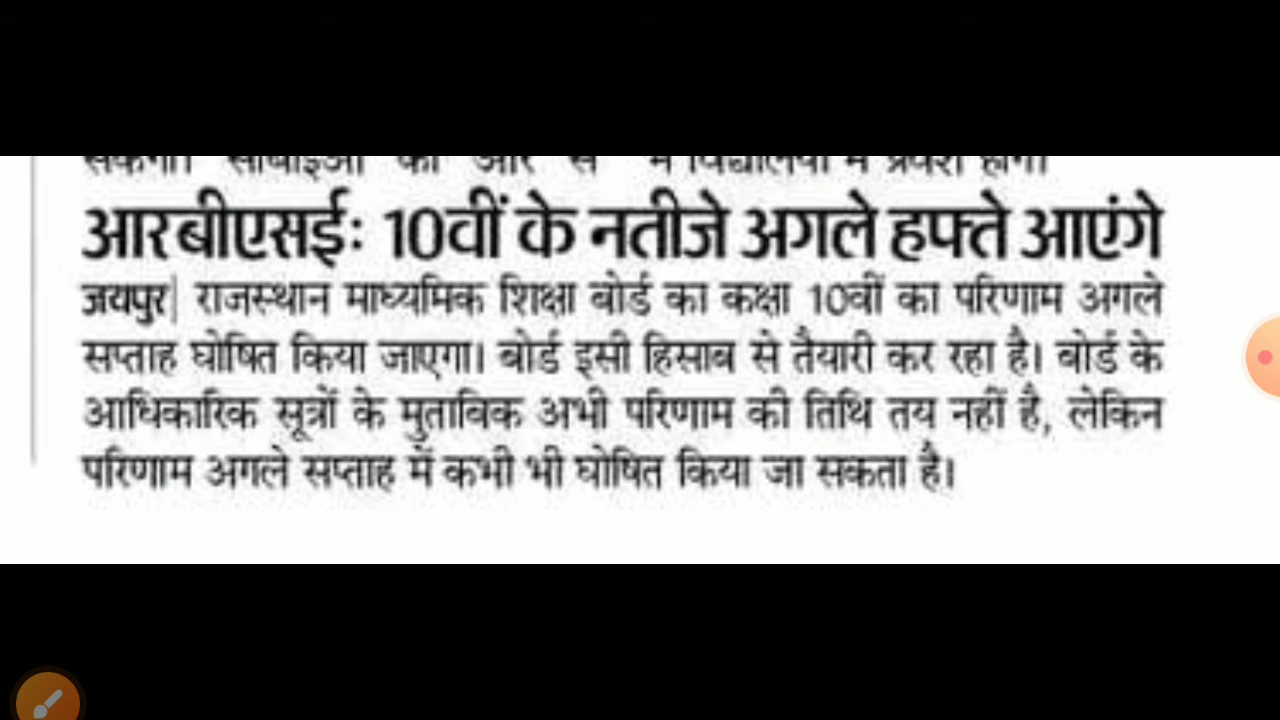 आरबीएसई: 10वीं के नतीजे अगले हफ्ते आएंगे
जयपुर| राजस्थान माध्यमिक शिक्षा बोर्ड का कक्षा 10वीं का परिणाम अगले
सप्ताह घोषित किया जाएगा। बोर्ड इसी हिसाब से तैयारी कर रहा है। बोर्ड के
आधिकारिक सूत्रों के मुताबिक अभी परिणाम की तिथि तय नहीं है, लेकिन
परिणाम अगले सप्ताह में कभी भी घोषित किया जा सकता है।